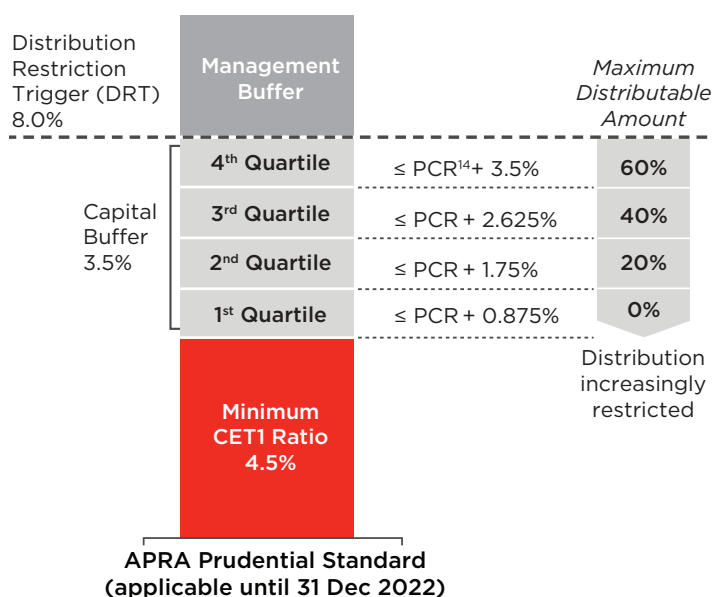 Distribution
Restriction
Trigger (DRT)
8.0%
Management
Buffer
Maximum
Distributable
Amount
Capital
Buffer
3.5%
4th Quartile
≤ PCR14+ 3.5%
60%
3rd Quartile
≤ PCR + 2.625%
40%
2nd Quartile
≤ PCR + 1.75%
20%
1st Quartile
≤ PCR + 0.875%
0%
Distribution
increasingly
restricted
Minimum
CET1 Ratio
4.5%
APRA Prudential Standard
(applicable until 31 Dec 2022)